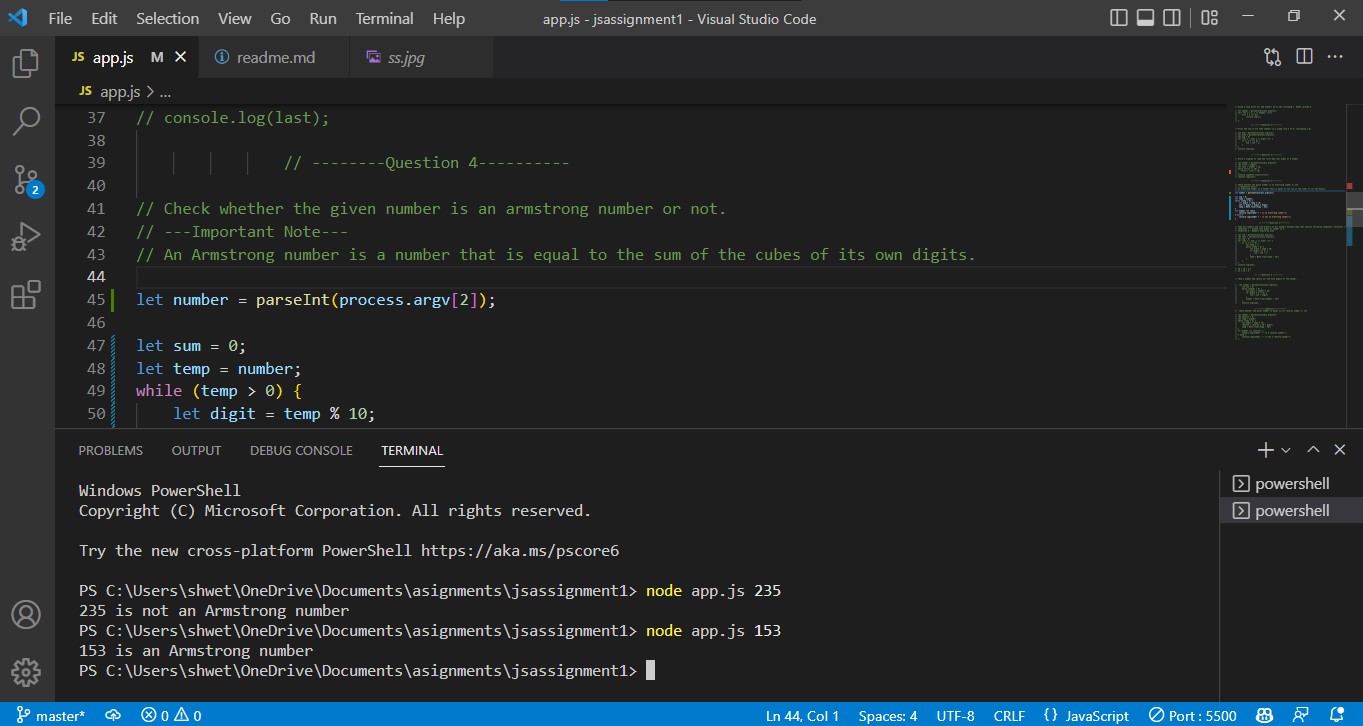 File Edit Selection View Go Run Terminal Help
app.js - jsassignment1 - Visual Studio Code
JS app.js M
readme.md
ss.jpg
JS app.js > ...
37 // console.log(last);
38
39 // --------Question 4----------
40
41 // Check whether the given number is an armstrong number or not.
42 // ---Important Note---
43 // An Armstrong number is a number that is equal to the sum of the cubes of its own digits.
44
45 let number = parseInt(process.argv[2]);
46
47 let sum = 0;
48 let temp = number;
49 while (temp > 0) {
50 let digit = temp % 10;
2
PROBLEMS OUTPUT DEBUG CONSOLE TERMINAL
Windows PowerShell
Copyright (C) Microsoft Corporation. All rights reserved.
Try the new cross-platform PowerShell https://aka.ms/pscore6
PS C:\Users\shwet\OneDrive\Documents\asignments\jsassignment1> node app.js 235
235 is not an Armstrong number
PS C:\Users\shwet\OneDrive\Documents\asignments\jsassignment1> node app.js 153
153 is an Armstrong number
PS C:\Users\shwet\OneDrive\Documents\asignments\jsassignment1>
powershell
powershell
master* 0 0 Ln 44, Col 1 Spaces: 4 UTF-8 CRLF {} JavaScript Port : 5500